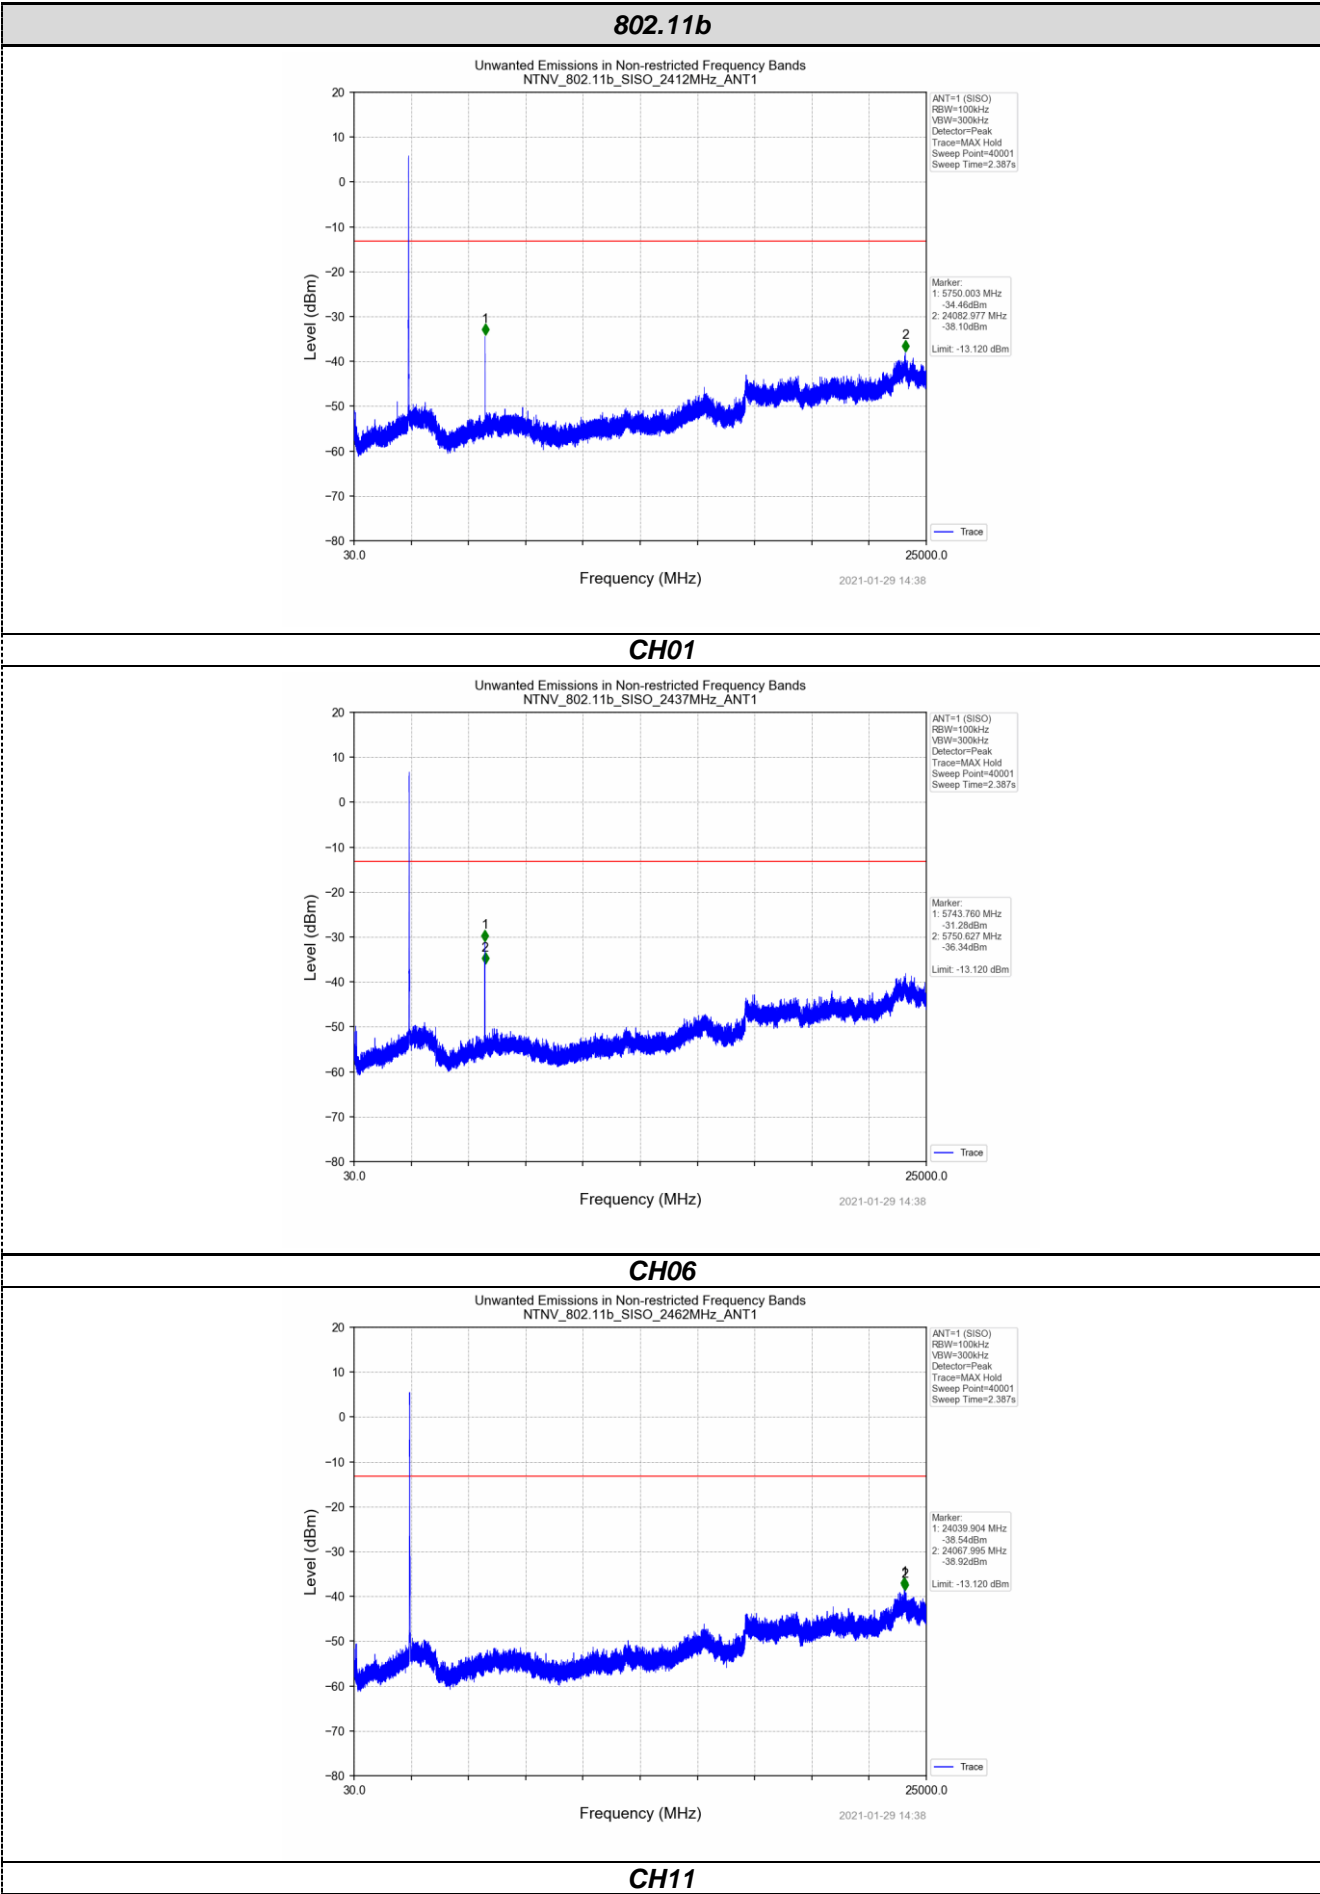 802.11b
Unwanted Emissions in Non-restricted Frequency Bands
NTNV_802.11b_SISO_2412MHz_ANT1
20
10
0
−10
−20
−30
−40
−50
−60
−70
−80
Level (dBm)
30.0
25000.0
Frequency (MHz)
2021-01-29 14:38
1
2
ANT=1 (SISO)
RBW=100kHz
VBW=300kHz
Detector=Peak
Trace=MAX Hold
Sweep Point=40001
Sweep Time=2.387s
Marker:
1: 5750.003 MHz
-34.46dBm
2: 24082.977 MHz
-38.10dBm
Limit: -13.120 dBm
Trace
CH01
Unwanted Emissions in Non-restricted Frequency Bands
NTNV_802.11b_SISO_2437MHz_ANT1
20
10
0
−10
−20
−30
−40
−50
−60
−70
−80
Level (dBm)
30.0
25000.0
Frequency (MHz)
2021-01-29 14:38
1
2
ANT=1 (SISO)
RBW=100kHz
VBW=300kHz
Detector=Peak
Trace=MAX Hold
Sweep Point=40001
Sweep Time=2.387s
Marker:
1: 5743.760 MHz
-31.28dBm
2: 5750.627 MHz
-36.34dBm
Limit: -13.120 dBm
Trace
CH06
Unwanted Emissions in Non-restricted Frequency Bands
NTNV_802.11b_SISO_2462MHz_ANT1
20
10
0
−10
−20
−30
−40
−50
−60
−70
−80
Level (dBm)
30.0
25000.0
Frequency (MHz)
2021-01-29 14:38
1
2
ANT=1 (SISO)
RBW=100kHz
VBW=300kHz
Detector=Peak
Trace=MAX Hold
Sweep Point=40001
Sweep Time=2.387s
Marker:
1: 24039.904 MHz
-38.54dBm
2: 24067.995 MHz
-38.92dBm
Limit: -13.120 dBm
Trace
CH11